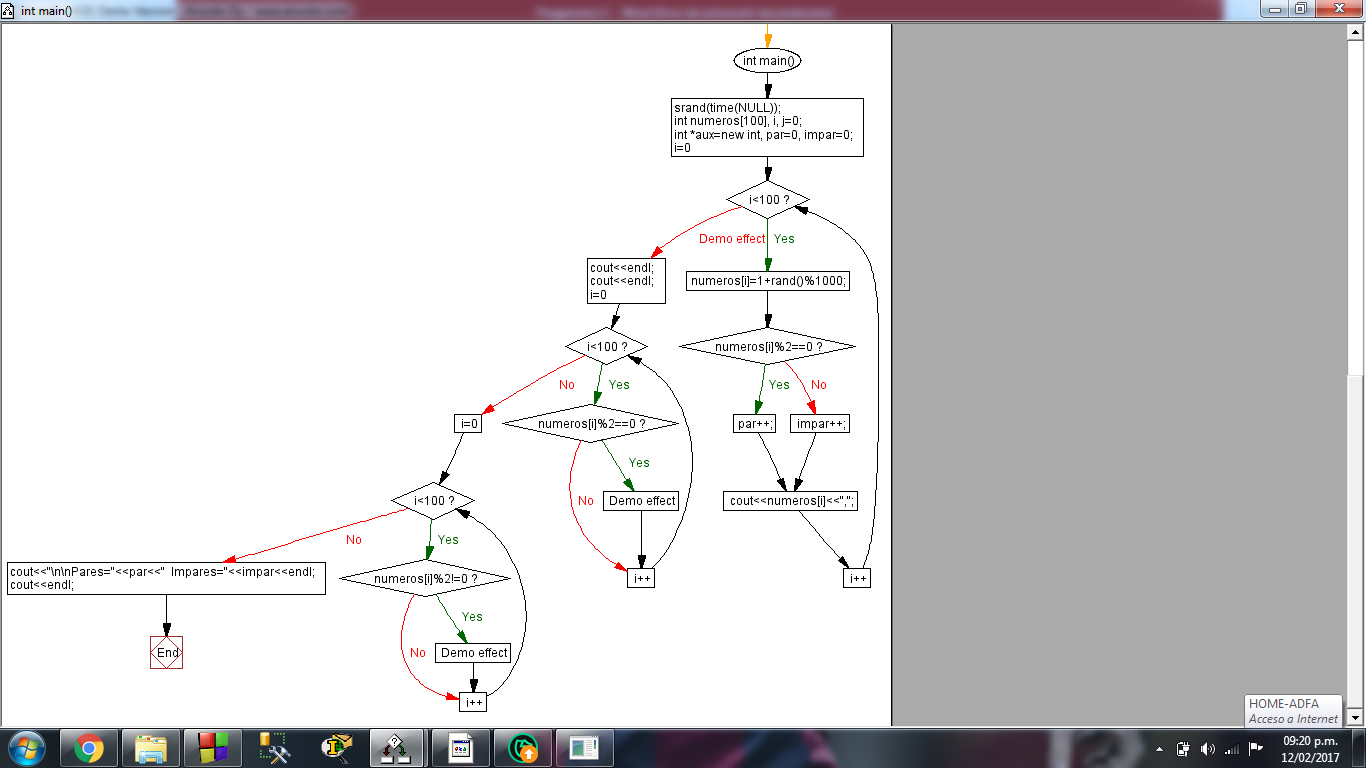 int main()
int main()
srand(time(NULL));
int numeros[100], i, j=0;
int *aux=new int, par=0, impar=0;
i=0
i<100 ?
Demo effect
Yes
cout<<endl;
cout<<endl;
i=0
numeros[i]=1+rand()%1000;
i<100 ?
numeros[i]%2==0 ?
No
Yes
Yes
No
i=0
numeros[i]%2==0 ?
par++;
impar++;
Yes
i<100 ?
No
Demo effect
cout<<numeros[i]<<",";
No
Yes
cout<<"\n\nPares="<<par<<" Impares="<<impar<<endl;
cout<<endl;
numeros[i]%2!=0 ?
i++
i++
Yes
End
No
Demo effect
i++
HOME-ADFA
Acceso a Internet
09:20 p.m.
12/02/2017